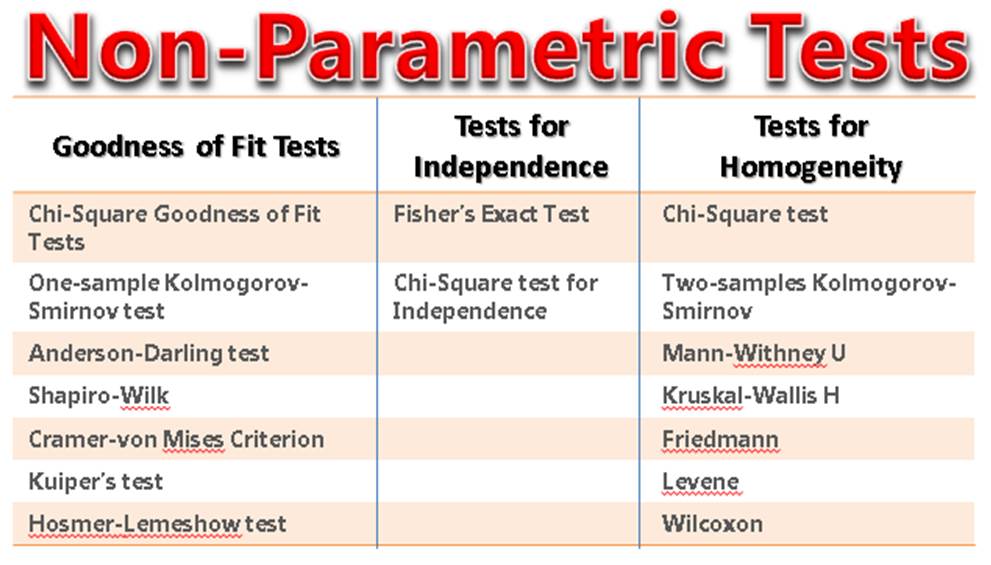 Non-Parametric Tests
Goodness of Fit Tests
Tests for
Independence
Tests for
Homogeneity
Chi-Square Goodness of Fit
Tests
Fisher's Exact Test
Chi-Square test
One-sample Kolmogorov-
Smirnov test
Chi-Square test for
Independence
Two-samples Kolmogorov-
Smirnov
Anderson-Darling test
Mann-Withney U
Shapiro-Wilk
Kruskal-Wallis H
Cramer-von Mises Criterion
Friedmann
Kuiper's test
Levene
Hosmer-Lemeshow test
Wilcoxon